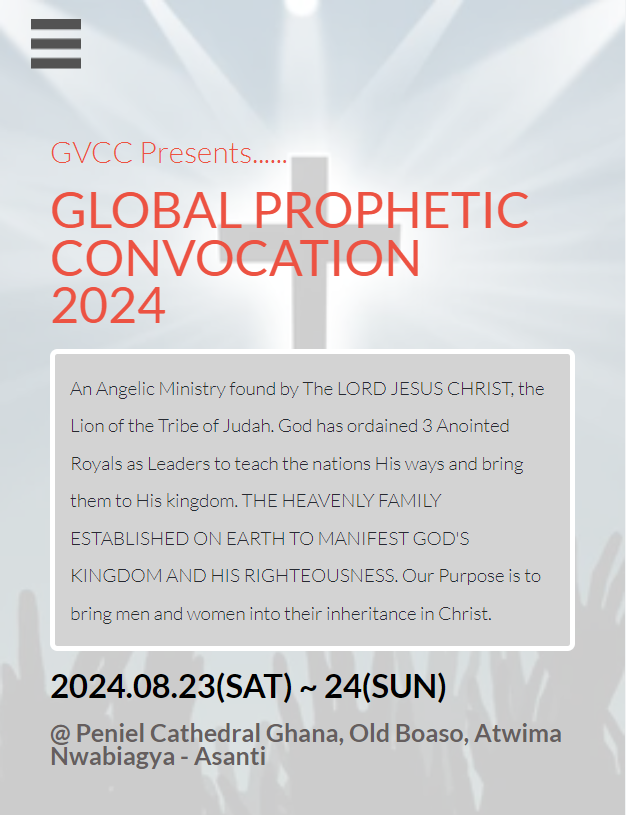 GVCC Presents......
GLOBAL PROPHETIC
CONVOCATION
2024
An Angelic Ministry found by The LORD JESUS CHRIST, the
Lion of the Tribe of Judah. God has ordained 3 Anointed
Royals as Leaders to teach the nations His ways and bring
them to His kingdom. THE HEAVENLY FAMILY
ESTABLISHED ON EARTH TO MANIFEST GOD'S
KINGDOM AND HIS RIGHTEOUSNESS. Our Purpose is to
bring men and women into their inheritance in Christ.
2024.08.23(SAT) ~ 24(SUN)
@ Peniel Cathedral Ghana, Old Boaso, Atwima
Nwabiagya - Asanti